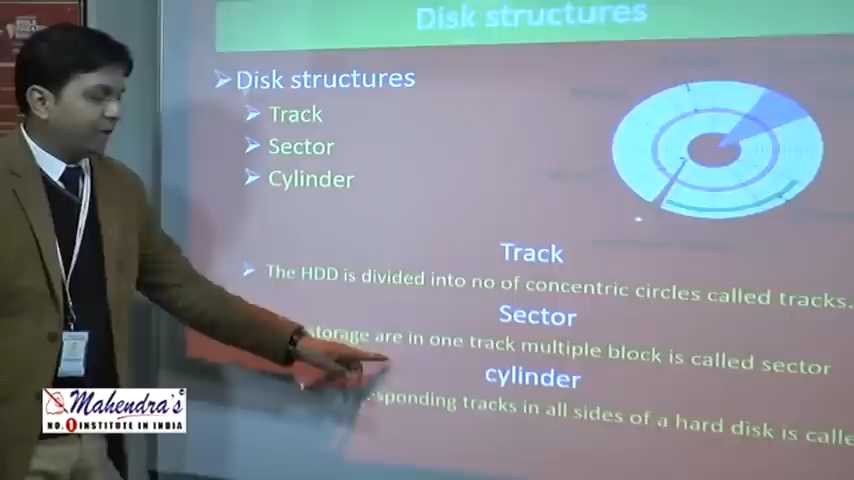 Disk structures
Disk structures
Track
Sector
Cylinder
Track
The HDD is divided into no of concentric circles called tracks.
Sector
storage are in one track multiple block is called sector
cylinder
tracks in all sides of a hard disk is
Mahendra's
NO. 1 INSTITUTE IN INDIA